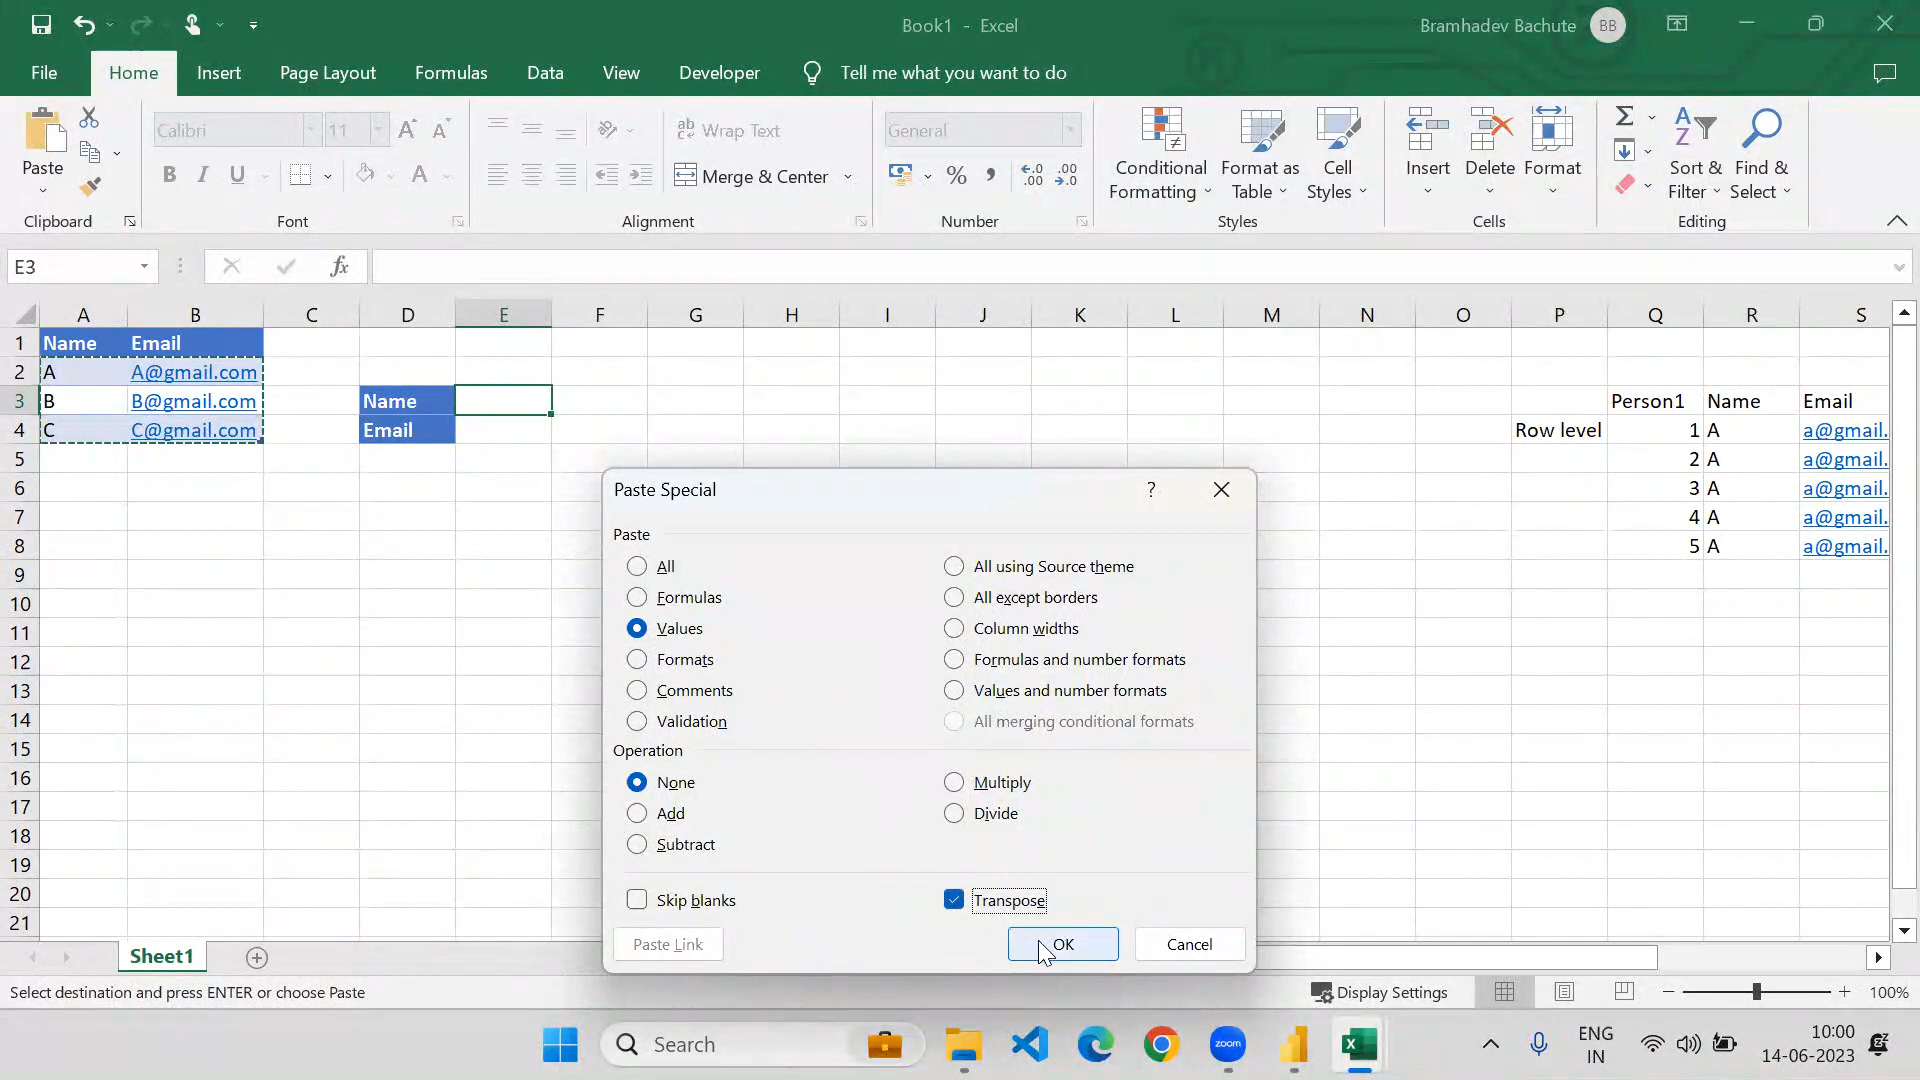 Book1 - Excel
Bramhadev Bachute BB
File Home Insert Page Layout Formulas Data View Developer Tell me what you want to do
Paste
Calibri 11
B I U A
Wrap Text
Merge & Center
General
% , .00 .00
Conditional Formatting
Format as Table
Cell Styles
Insert Delete Format
Sort & Filter
Find & Select
Clipboard Font Alignment Number Styles Cells Editing
E3 fx
A B C D E F G H I J K L M N O P Q R S
1 Name Email
2 A A@gmail.com
3 B B@gmail.com Name Person1 Name Email
4 C C@gmail.com Email Row level 1 A a@gmail.
5 2 A a@gmail.
6 3 A a@gmail.
7 4 A a@gmail.
8 5 A a@gmail.
9
10
11
12
13
14
15
16
17
18
19
20
21
Paste Special ?
Paste
All All using Source theme
Formulas All except borders
Values Column widths
Formats Formulas and number formats
Comments Values and number formats
Validation All merging conditional formats
Operation
None Multiply
Add Divide
Subtract
Skip blanks Transpose
Paste Link OK Cancel
Sheet1
Select destination and press ENTER or choose Paste
Display Settings 100%
Search
zoom
ENG
IN
10:00
14-06-2023